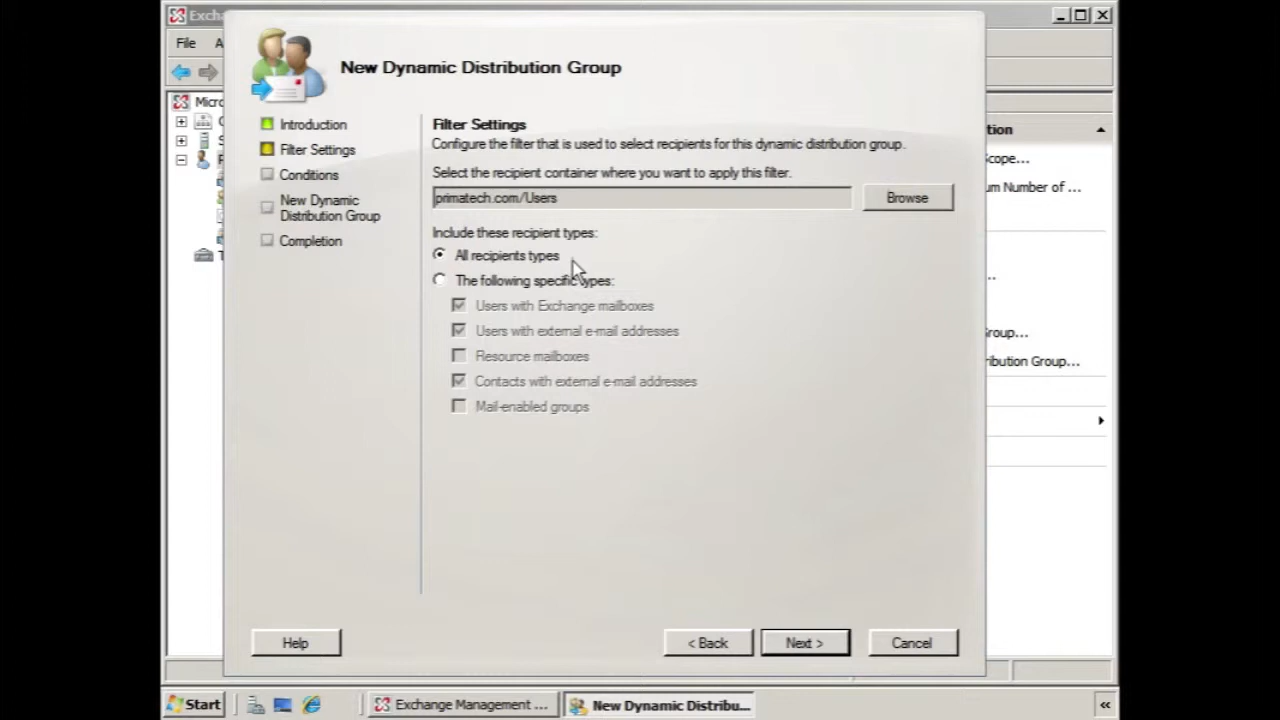 Exch
File
New Dynamic Distribution Group
Micro
Introduction
Filter Settings
Conditions
New Dynamic
Distribution Group
Completion
Filter Settings
Configure the filter that is used to select recipients for this dynamic distribution group.
Select the recipient container where you want to apply this filter.
primatech.com/Users
Browse
Include these recipient types:
All recipients types
The following specific types:
Users with Exchange mailboxes
Users with external e-mail addresses
Resource mailboxes
Contacts with external e-mail addresses
Mail-enabled groups
Help
< Back
Next >
Cancel
tion
cope...
um Number of ...
...
roup...
ribution Group...
Start
Exchange Management ...
New Dynamic Distribu...
«